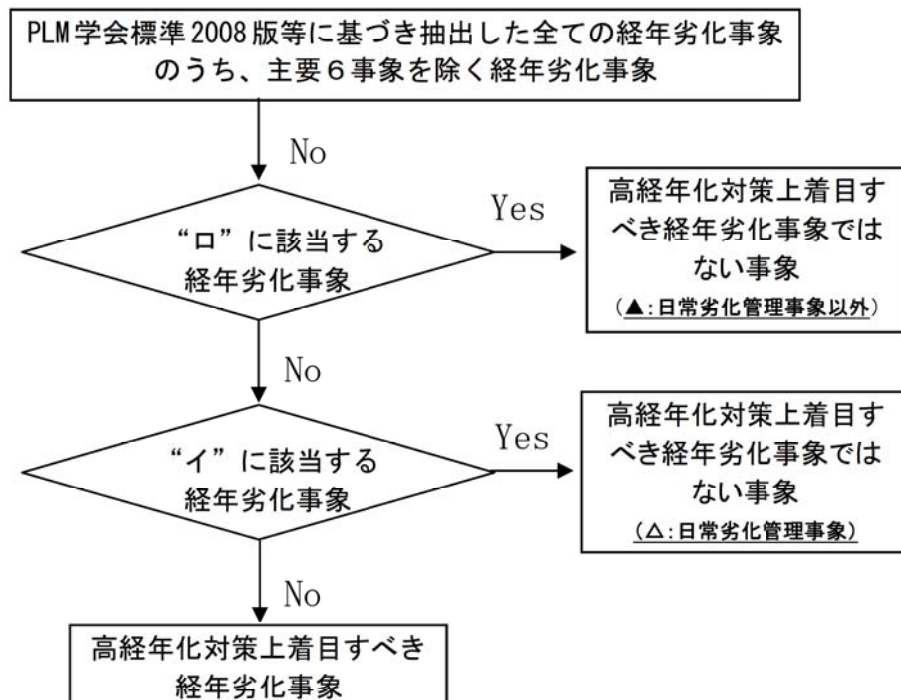 PLM学会標準2008版等に基づき抽出した全ての経年劣化事象
のうち、主要6事象を除く経年劣化事象
No
“ロ”に該当する
経年劣化事象
Yes
高経年化対策上着目す
べき経年劣化事象では
ない事象
(▲:日常劣化管理事象以外)
No
“イ”に該当する
経年劣化事象
Yes
高経年化対策上着目す
べき経年劣化事象では
ない事象
(△:日常劣化管理事象)
No
高経年化対策上着目すべき
経年劣化事象